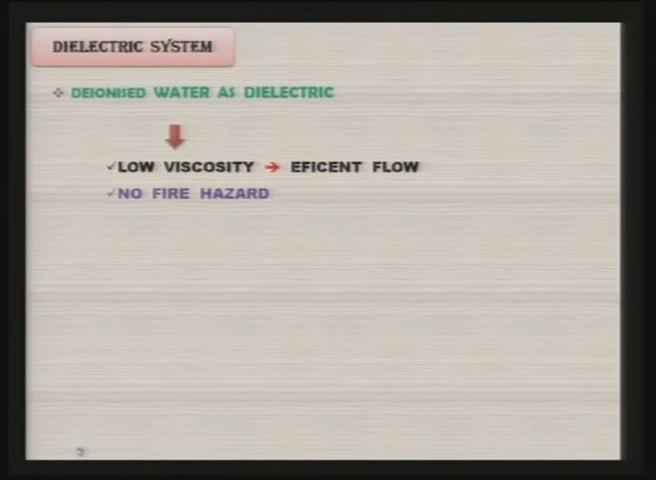 DIELECTRIC SYSTEM
DEIONISED WATER AS DIELECTRIC
LOW VISCOSITY → EFICENT FLOW
NO FIRE HAZARD